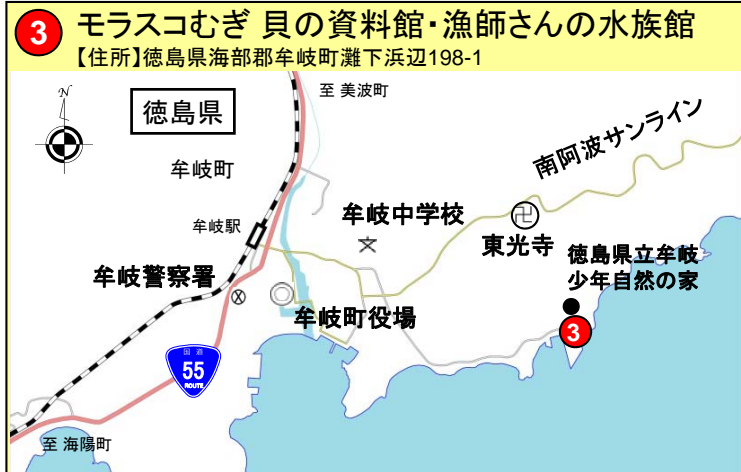 3 モラスコむぎ 貝の資料館・漁師さんの水族館
【住所】徳島県海部郡牟岐町灘下浜辺198-1
N
至 美波町
徳島県
南阿波サンライン
牟岐町
牟岐中学校
牟岐駅
東光寺
徳島県立牟岐
少年自然の家
牟岐警察署
牟岐町役場
3
国道
55
ROUTE
至 海陽町